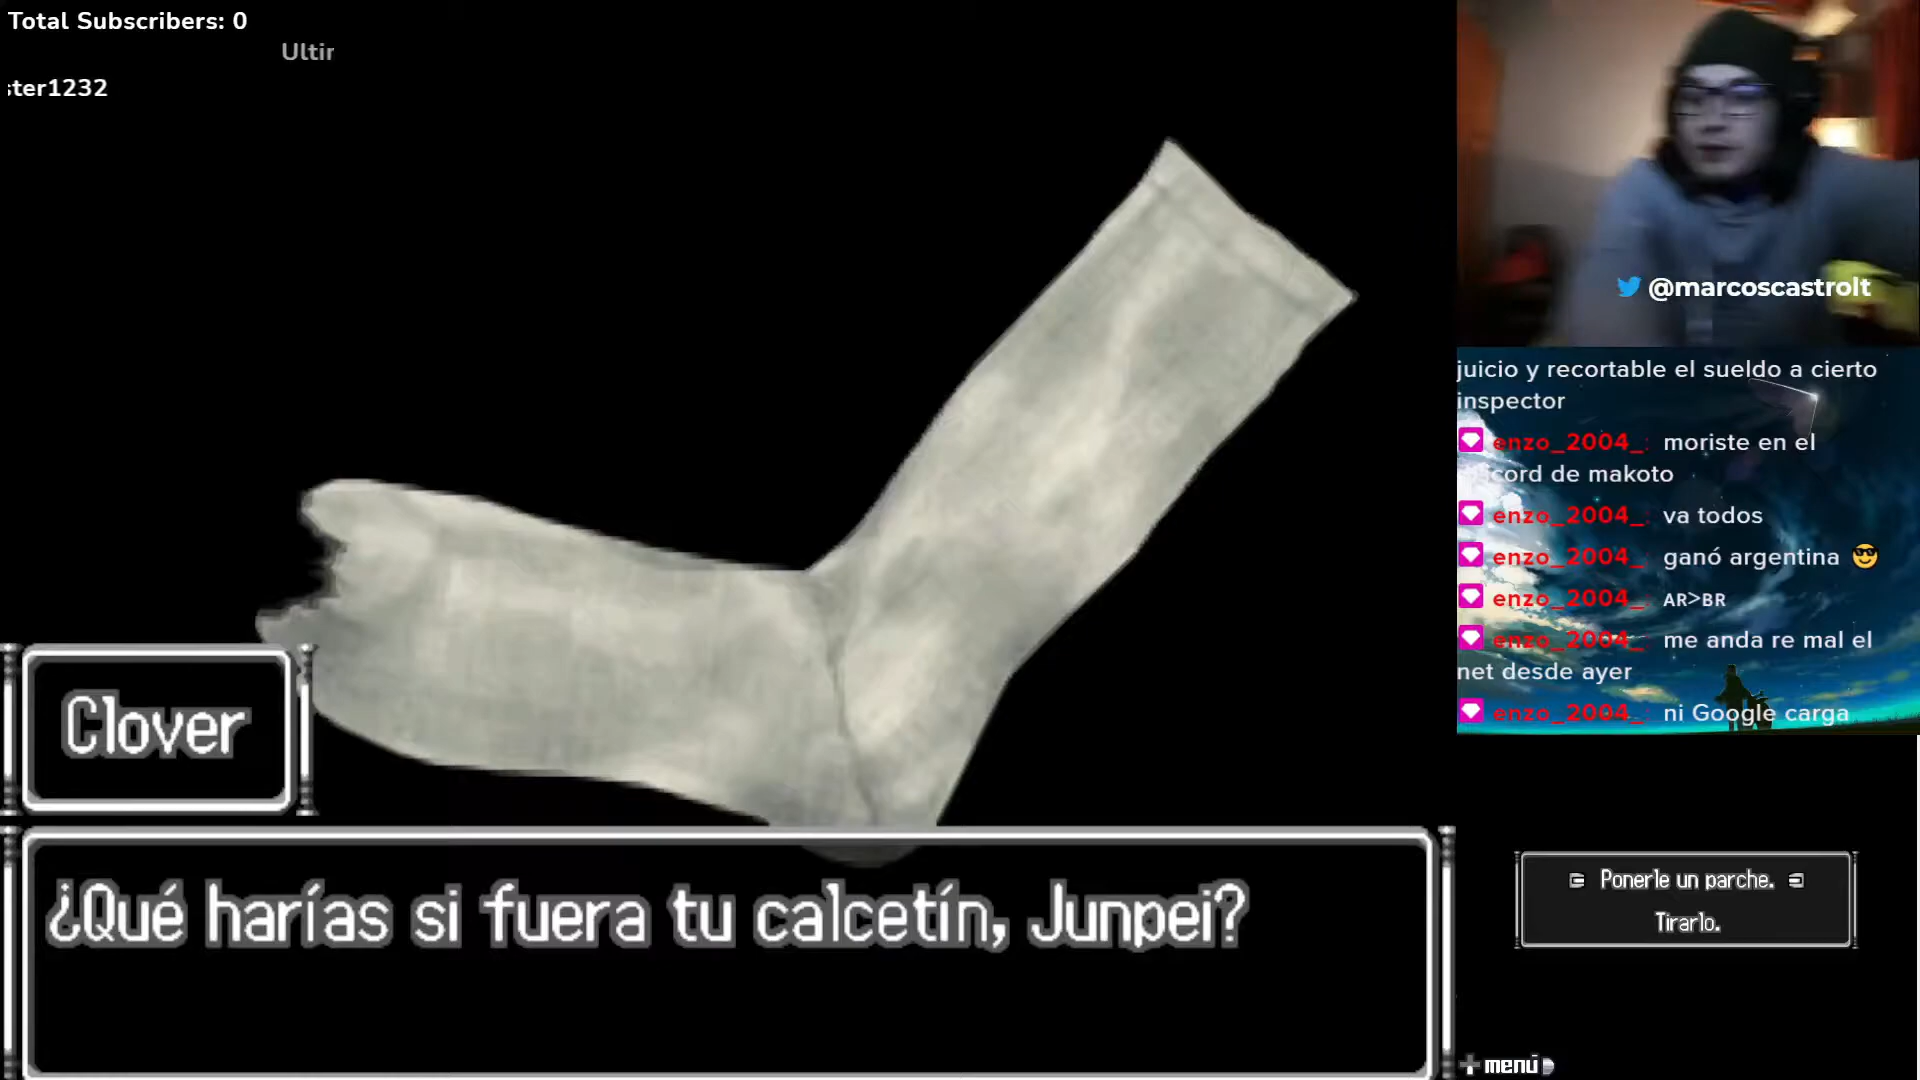 Total Subscribers: 0
Ultir
ster1232
@marcoscastrolt
juicio y recortable el sueldo a cierto
inspector
enzo_2004_: moriste en el
cord de makoto
enzo_2004_: va todos
enzo_2004_: ganó argentina 😎
enzo_2004_: AR>BR
enzo_2004_: me anda re mal el
net desde ayer
enzo_2004_: ni Google carga
Clover
¿Qué harías si fuera tu calcetín, Junpei?
Ponerle un parche.
Tirarlo.
menú